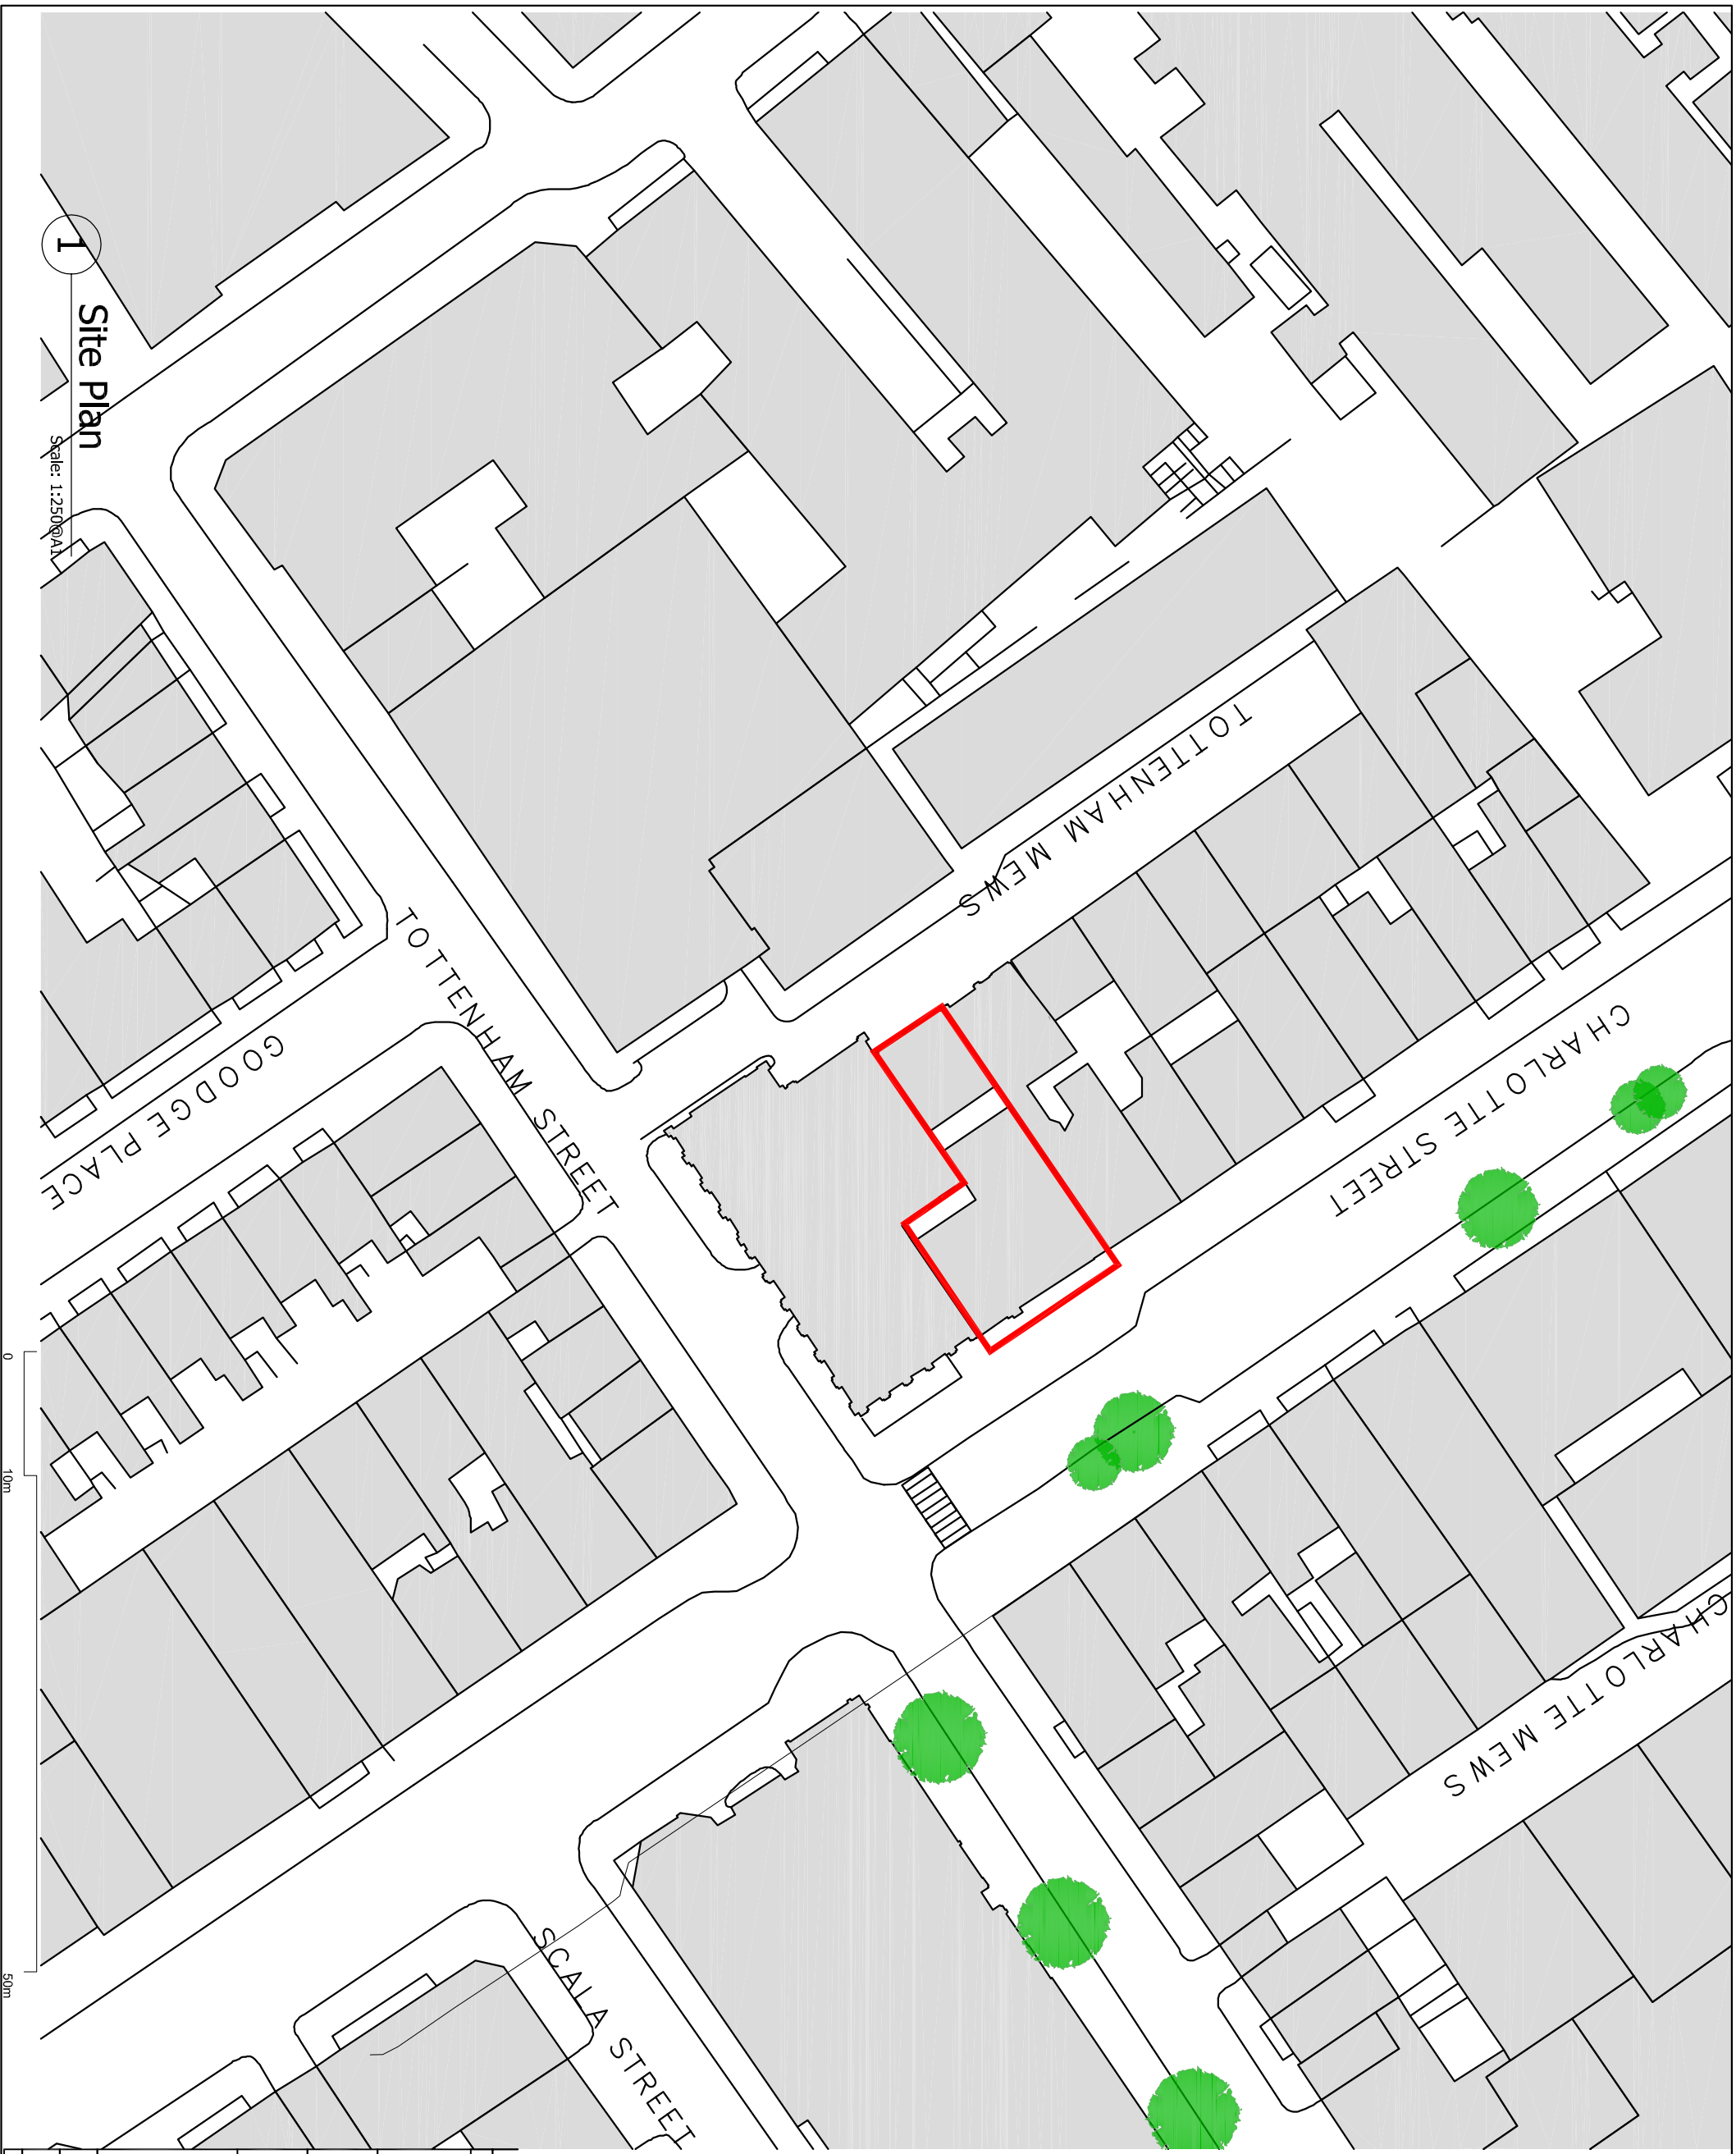 1
Site Plan
Scale: 1:250@A1
TOTTENHAM MEWS
TOTTENHAM STREET
GOODGE PLACE
CHARLOTTE STREET
CHARLOTTE MEWS
SCALA STREET
0
10m
50m